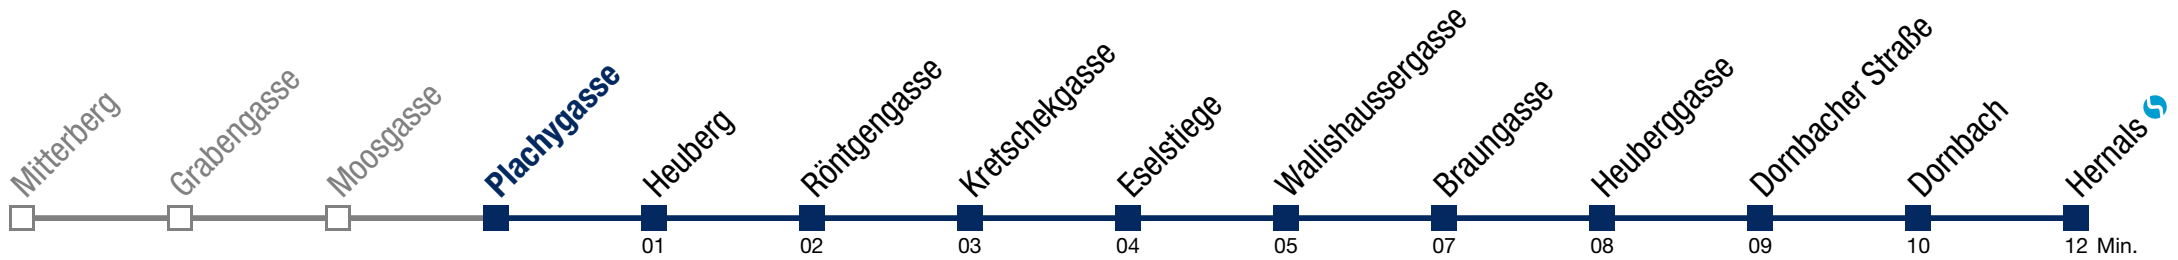 Mitterberg
Grabengasse
Moosgasse
Plachygasse
Heuberg
Röntgengasse
Kretschekgasse
Eselstiege
Wallishaussergasse
Braungasse
Heuberggasse
Dornbacher Straße
Dornbach
Hernals
01 02 03 04 05 07 08 09 10 12 Min.